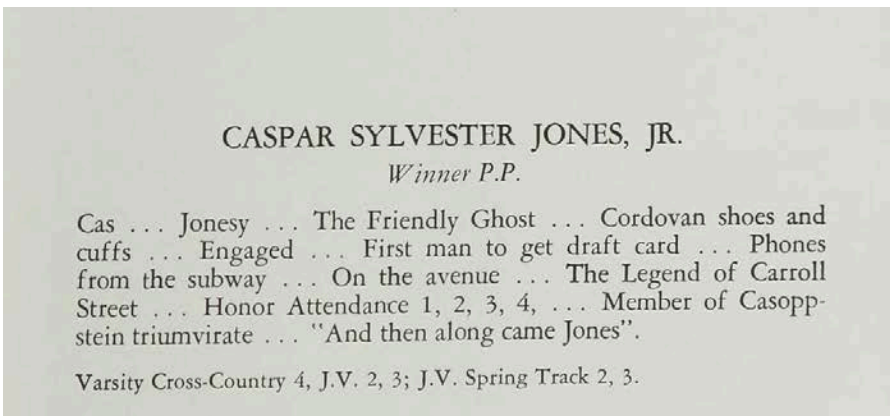 CASPAR SYLVESTER JONES, JR.
Winner P.P.
Cas ... Jonesy ... The Friendly Ghost ... Cordovan shoes and
cuffs ... Engaged ... First man to get draft card ... Phones
from the subway ... On the avenue ... The Legend of Carroll
Street ... Honor Attendance 1, 2, 3, 4, ... Member of Casopp-
stein triumvirate ... "And then along came Jones".
Varsity Cross-Country 4, J.V. 2, 3; J.V. Spring Track 2, 3.